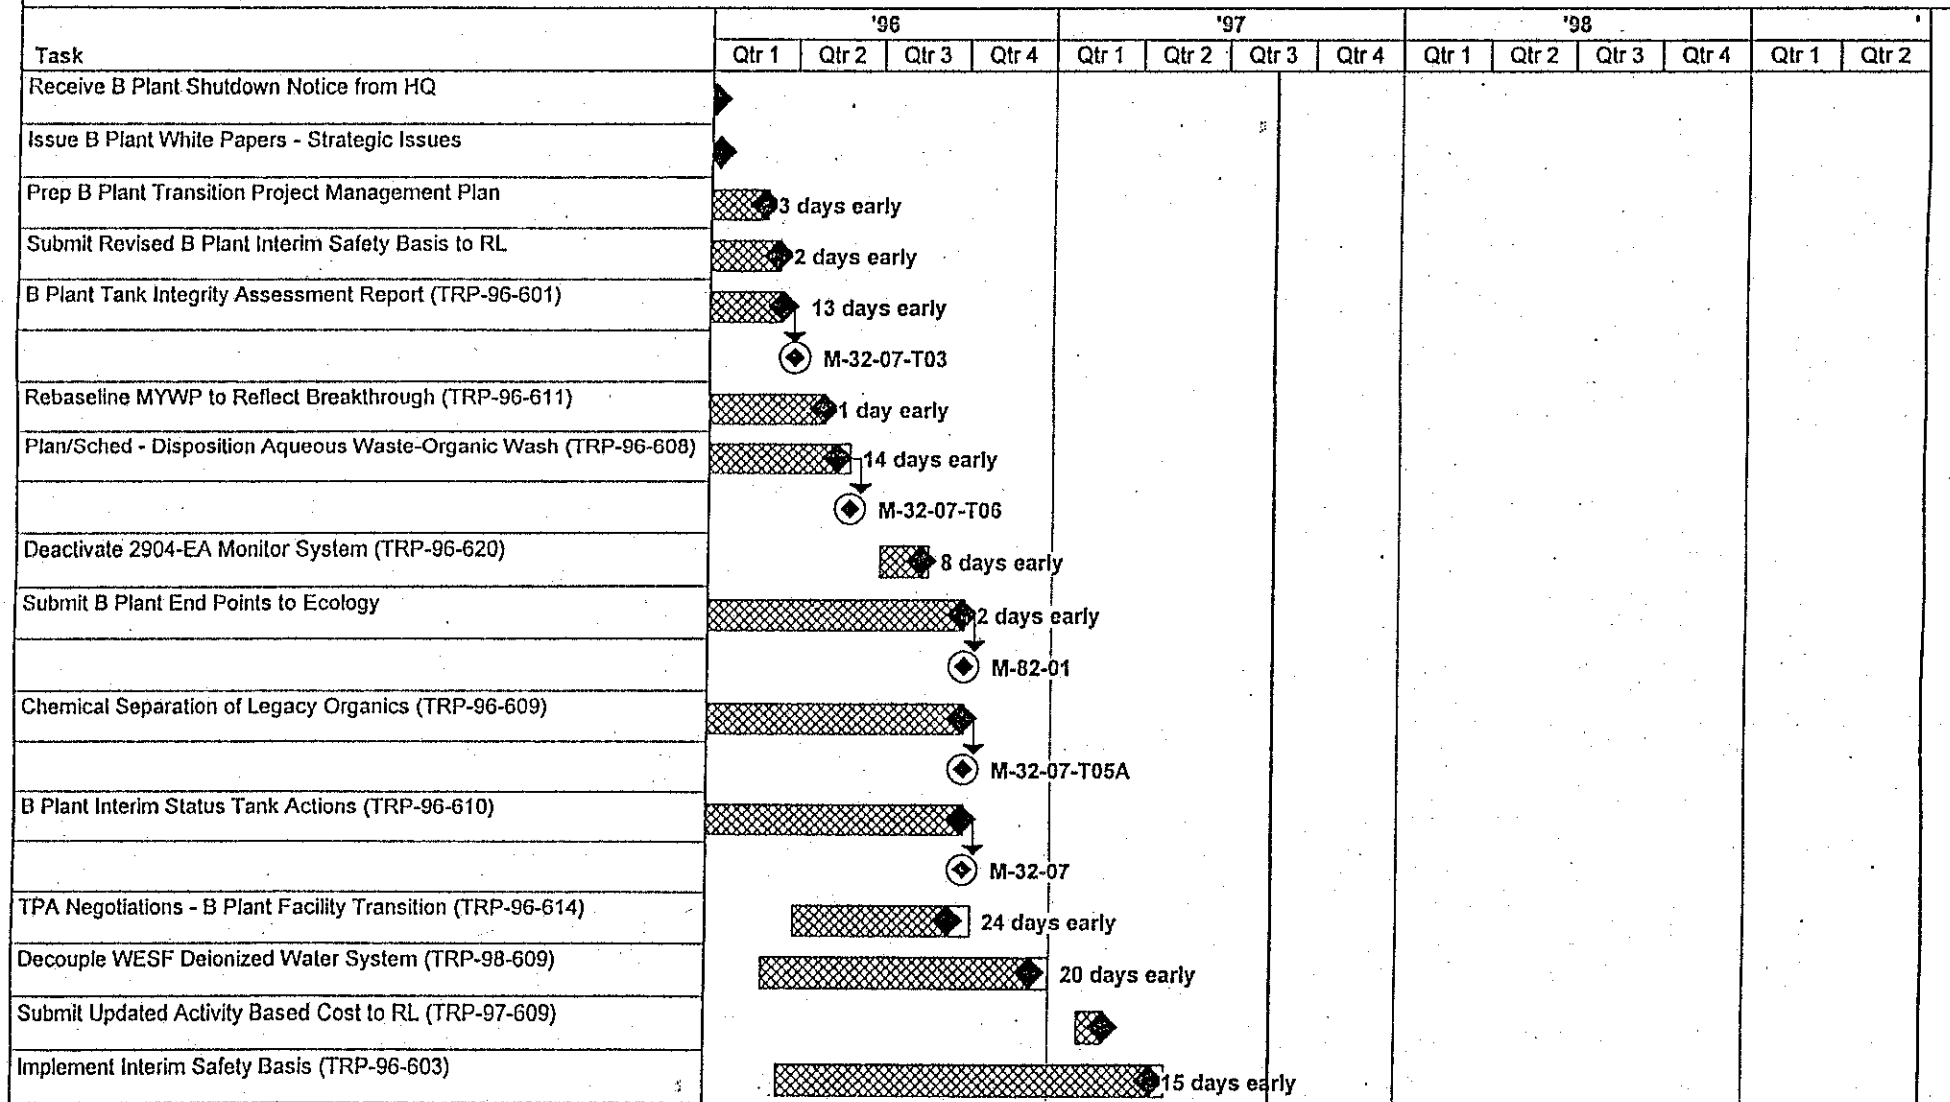 '96 '97 '98 '
Task Qtr 1 Qtr 2 Qtr 3 Qtr 4 Qtr 1 Qtr 2 Qtr 3 Qtr 4 Qtr 1 Qtr 2 Qtr 3 Qtr 4 Qtr 1 Qtr 2
Receive B Plant Shutdown Notice from HQ
Issue B Plant White Papers - Strategic Issues
Prep B Plant Transition Project Management Plan
3 days early
Submit Revised B Plant Interim Safety Basis to RL
2 days early
B Plant Tank Integrity Assessment Report (TRP-96-601)
13 days early
M-32-07-T03
Rebaseline MYWP to Reflect Breakthrough (TRP-96-611)
1 day early
Plan/Sched - Disposition Aqueous Waste-Organic Wash (TRP-96-608)
14 days early
M-32-07-T06
Deactivate 2904-EA Monitor System (TRP-96-620)
8 days early
Submit B Plant End Points to Ecology
2 days early
M-82-01
Chemical Separation of Legacy Organics (TRP-96-609)
M-32-07-T05A
B Plant Interim Status Tank Actions (TRP-96-610)
M-32-07
TPA Negotiations - B Plant Facility Transition (TRP-96-614)
24 days early
Decouple WESF Deionized Water System (TRP-98-609)
20 days early
Submit Updated Activity Based Cost to RL (TRP-97-609)
Implement Interim Safety Basis (TRP-96-603)
15 days early